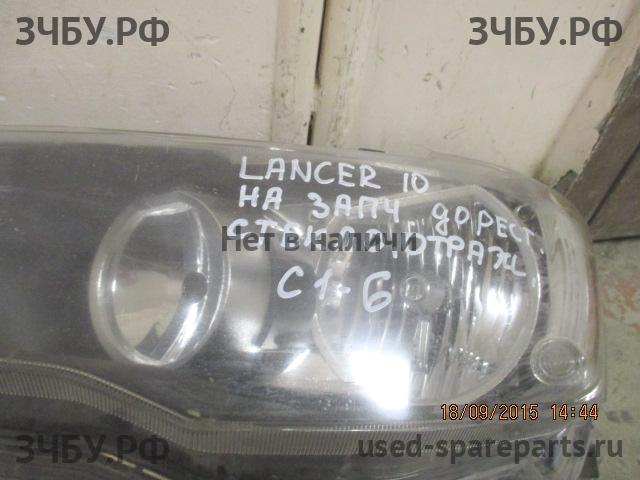 ЗЧБУ.РФ
ЗЧБУ.РФ
LANCER 10
НА ЗАПЧ ДОРЕСТ
Нет в наличии
ОТРАЖ
С1-6
18/09/2015 14:44
ЗЧБУ.РФ
used-spareparts.ru